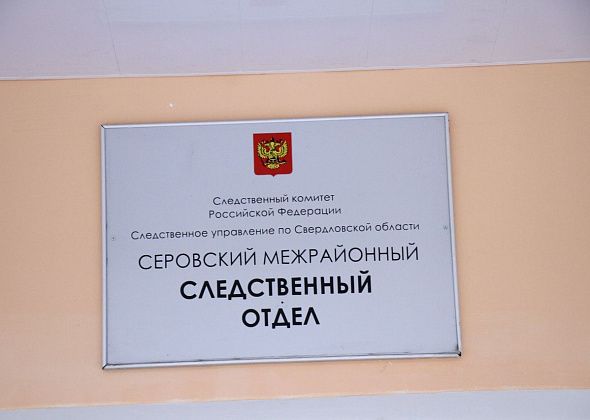 Следственный комитет
Российской Федерации
Следственное управление по Свердловской области
СЕРОВСКИЙ МЕЖРАЙОННЫЙ
СЛЕДСТВЕННЫЙ
ОТДЕЛ